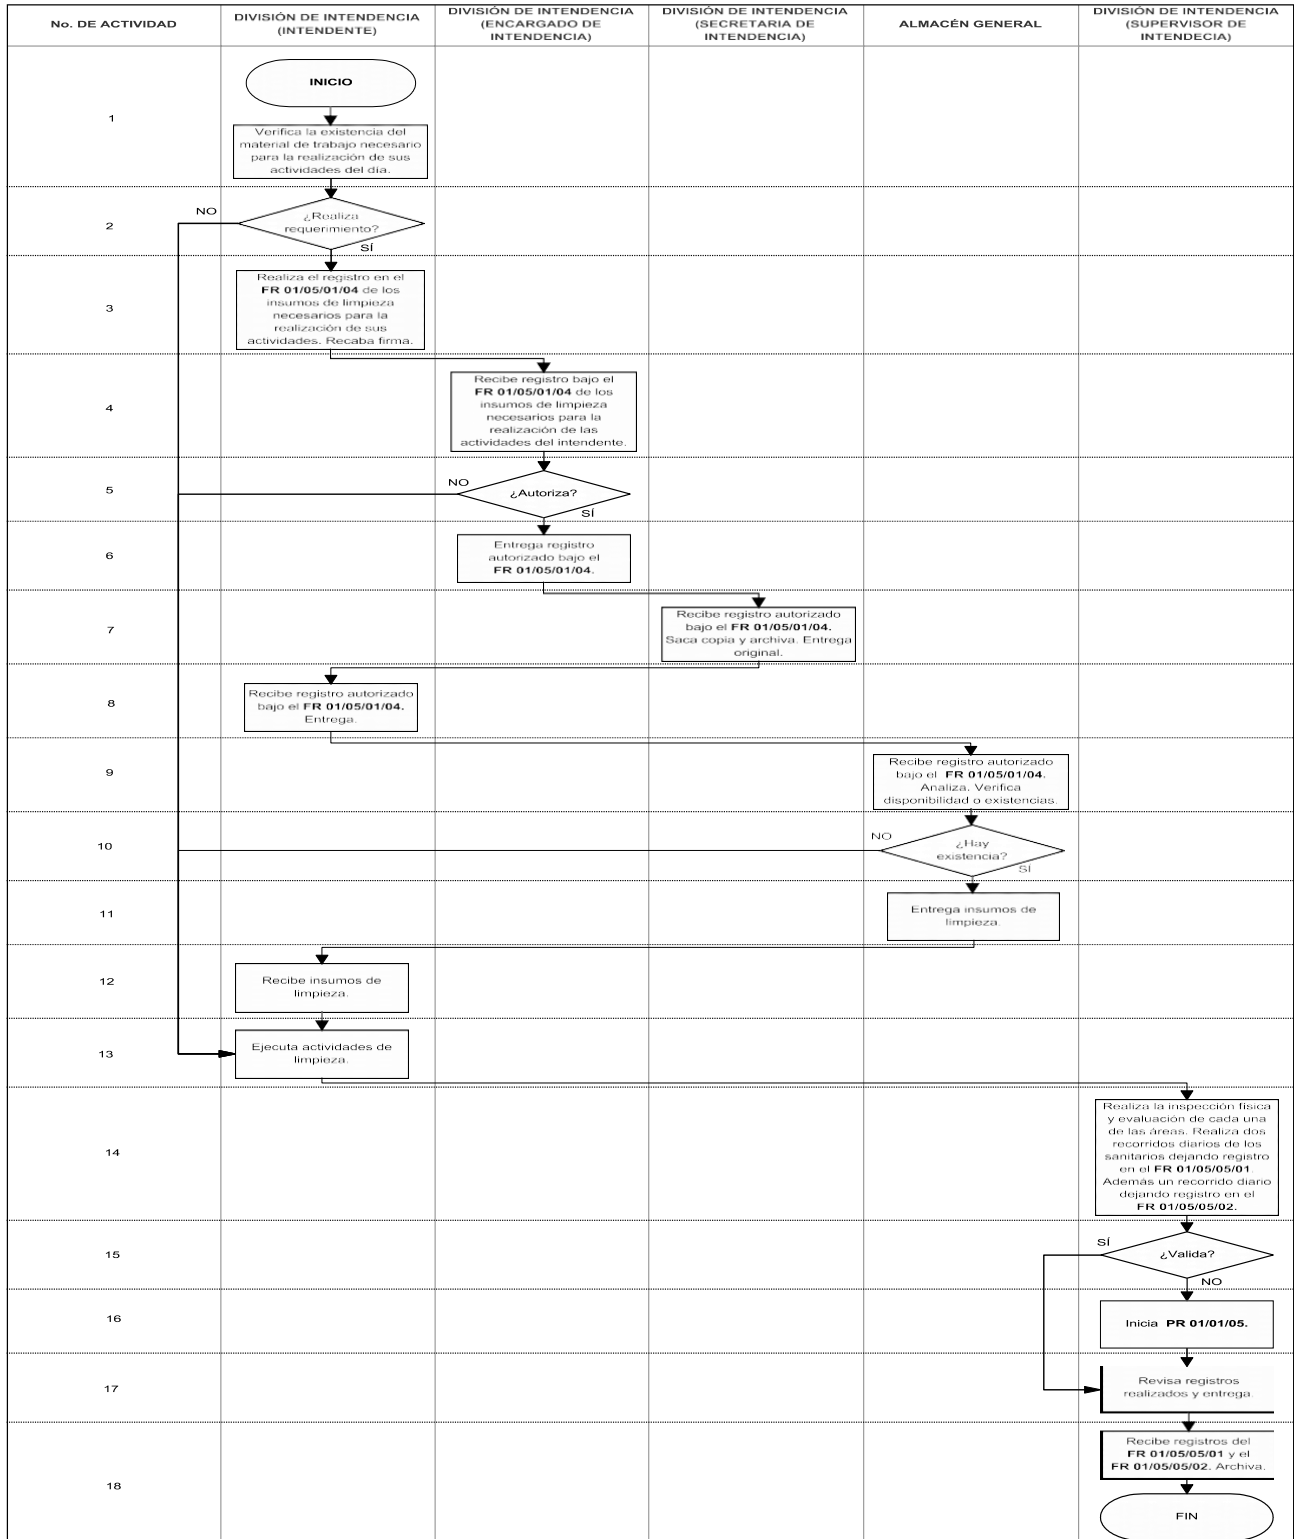 No. DE ACTIVIDAD
DIVISIÓN DE INTENDENCIA
(INTENDENTE)
DIVISIÓN DE INTENDENCIA
(ENCARGADO DE
INTENDENCIA)
DIVISIÓN DE INTENDENCIA
(SECRETARIA DE
INTENDENCIA)
ALMACÉN GENERAL
DIVISIÓN DE INTENDENCIA
(SUPERVISOR DE
INTENDECIA)
1
INICIO
Verifica la existencia del
material de trabajo necesario
para la realización de sus
actividades del día.
2
NO
¿Realiza
requerimiento?
SÍ
3
Realiza el registro en el
FR 01/05/01/04 de los
insumos de limpieza
necesarios para la
realización de sus
actividades. Recaba firma.
4
Recibe registro bajo el
FR 01/05/01/04 de los
insumos de limpieza
necesarios para la
realización de las
actividades del intendente.
5
NO
¿Autoriza?
SÍ
6
Entrega registro
autorizado bajo el
FR 01/05/01/04.
7
Recibe registro autorizado
bajo el FR 01/05/01/04.
Saca copia y archiva. Entrega
original.
8
Recibe registro autorizado
bajo el FR 01/05/01/04.
Entrega.
9
Recibe registro autorizado
bajo el FR 01/05/01/04.
Analiza. Verifica
disponibilidad o existencias.
10
NO
¿Hay
existencia?
SÍ
11
Entrega insumos de
limpieza.
12
Recibe insumos de
limpieza.
13
Ejecuta actividades de
limpieza.
14
Realiza la inspección física
y evaluación de cada una
de las áreas. Realiza dos
recorridos diarios de los
sanitarios dejando registro
en el FR 01/05/05/01.
Además un recorrido diario
dejando registro en el
FR 01/05/05/02.
15
SÍ
¿Valida?
NO
16
Inicia PR 01/01/05.
17
Revisa registros
realizados y entrega.
18
Recibe registros del
FR 01/05/05/01 y el
FR 01/05/05/02. Archiva.
FIN